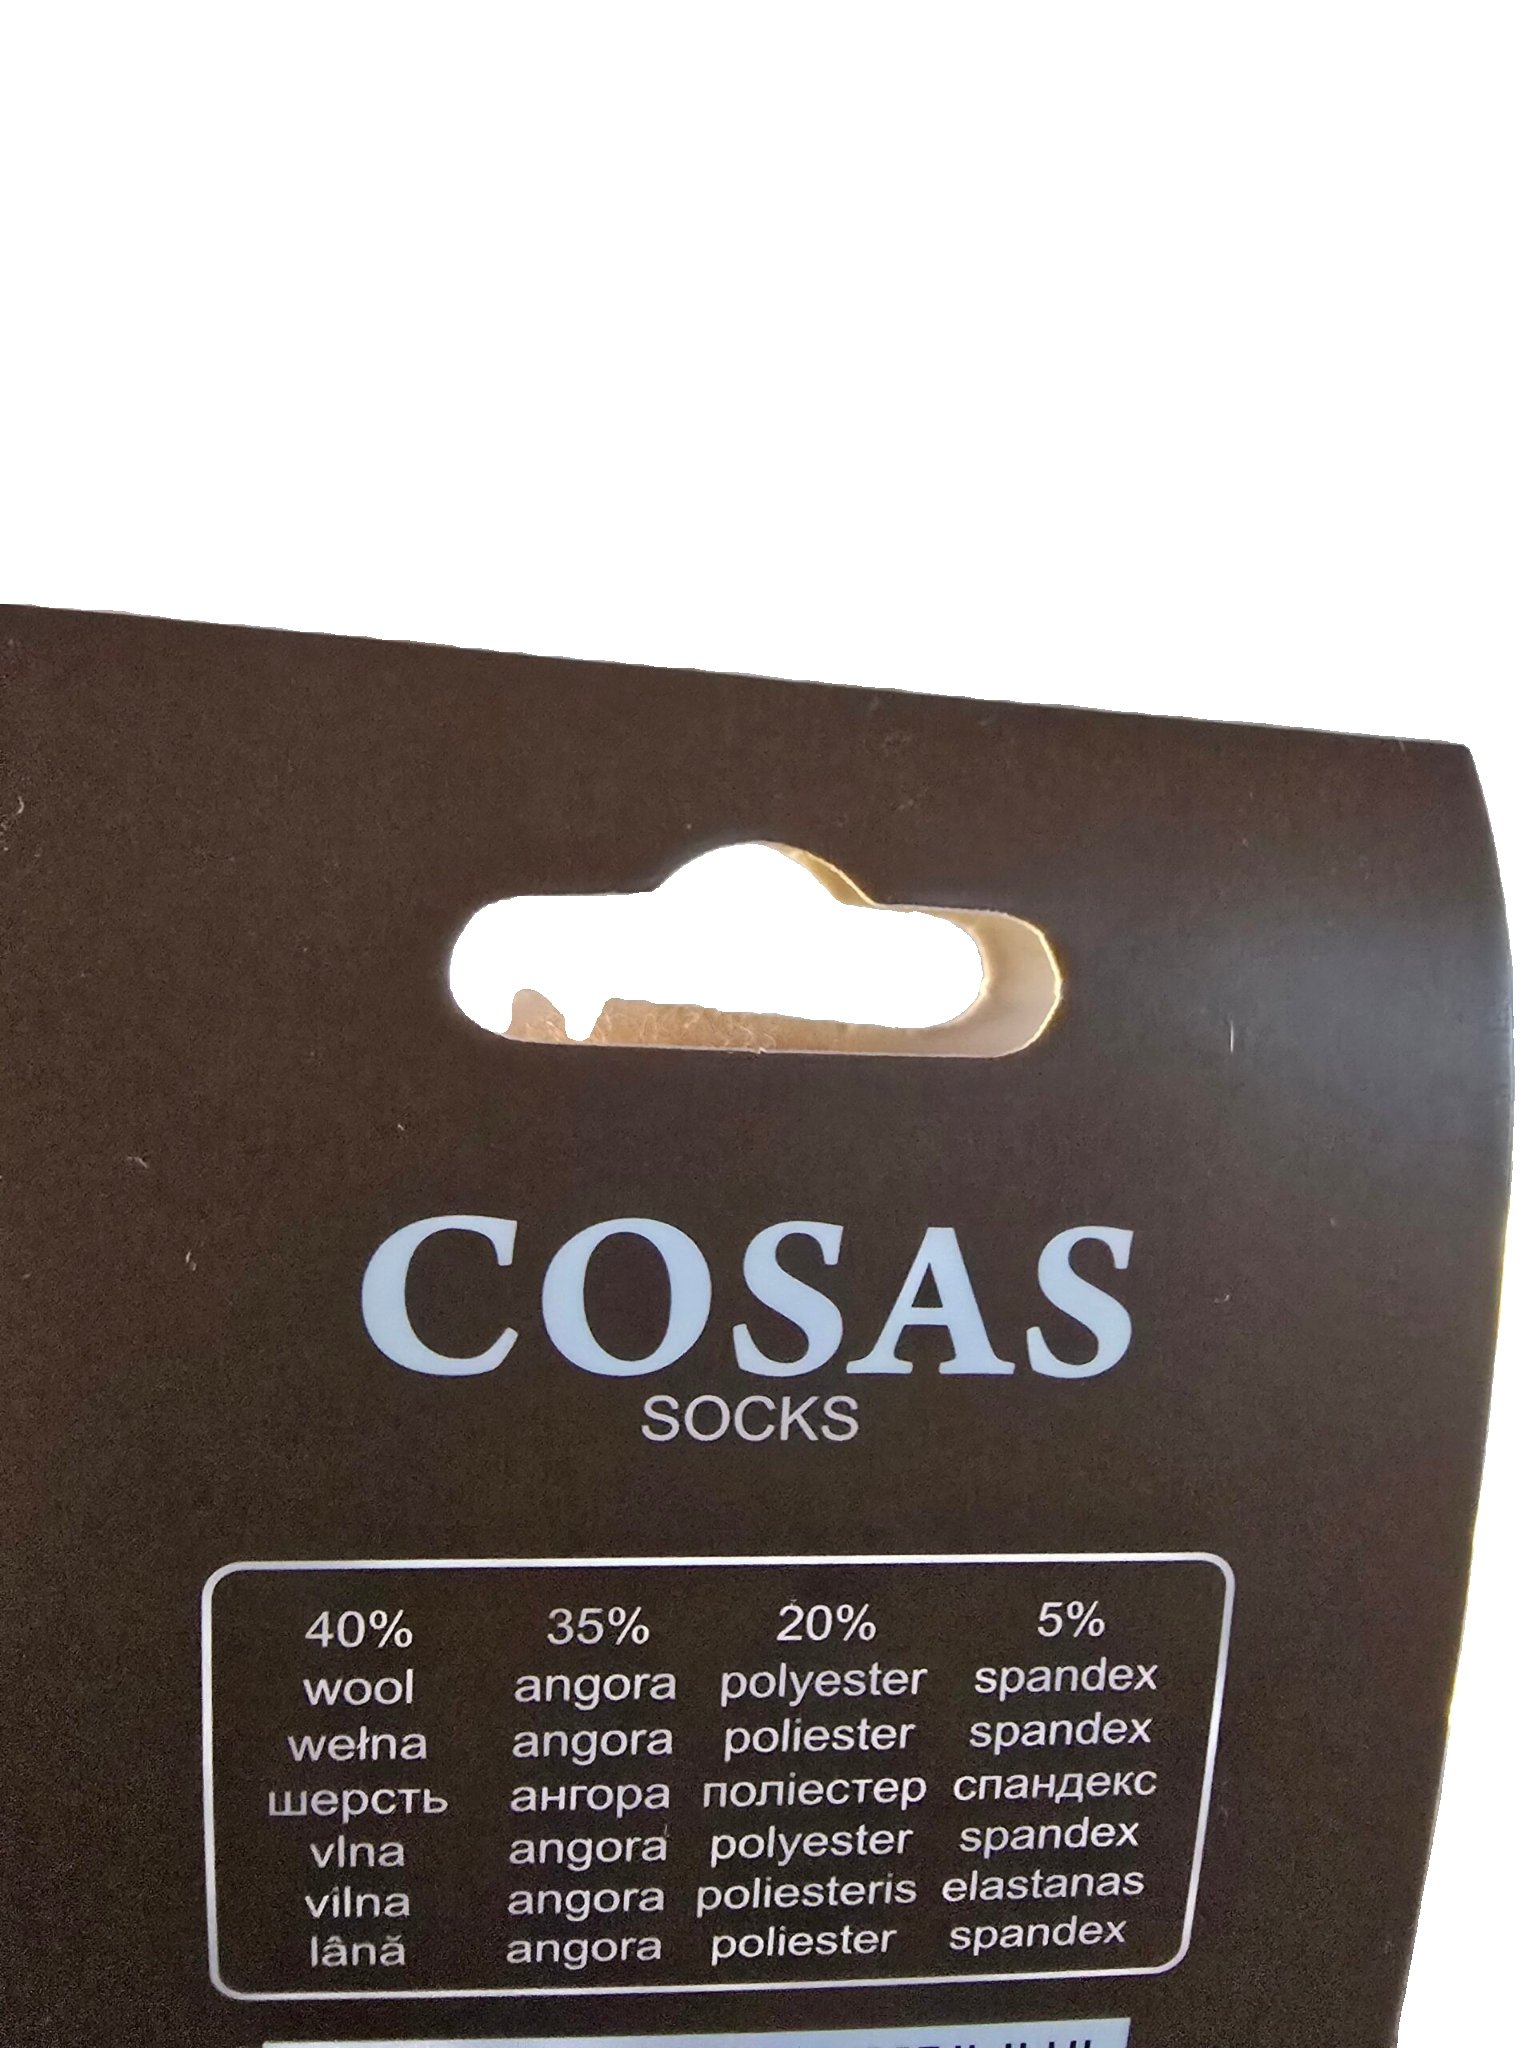 COSAS
SOCKS
40% 35% 20% 5%
wool angora polyester spandex
wełna angora poliester spandex
шерсть ангора поліестер спандекс
vlna angora polyester spandex
vilna angora poliesteris elastanas
lână angora poliester spandex